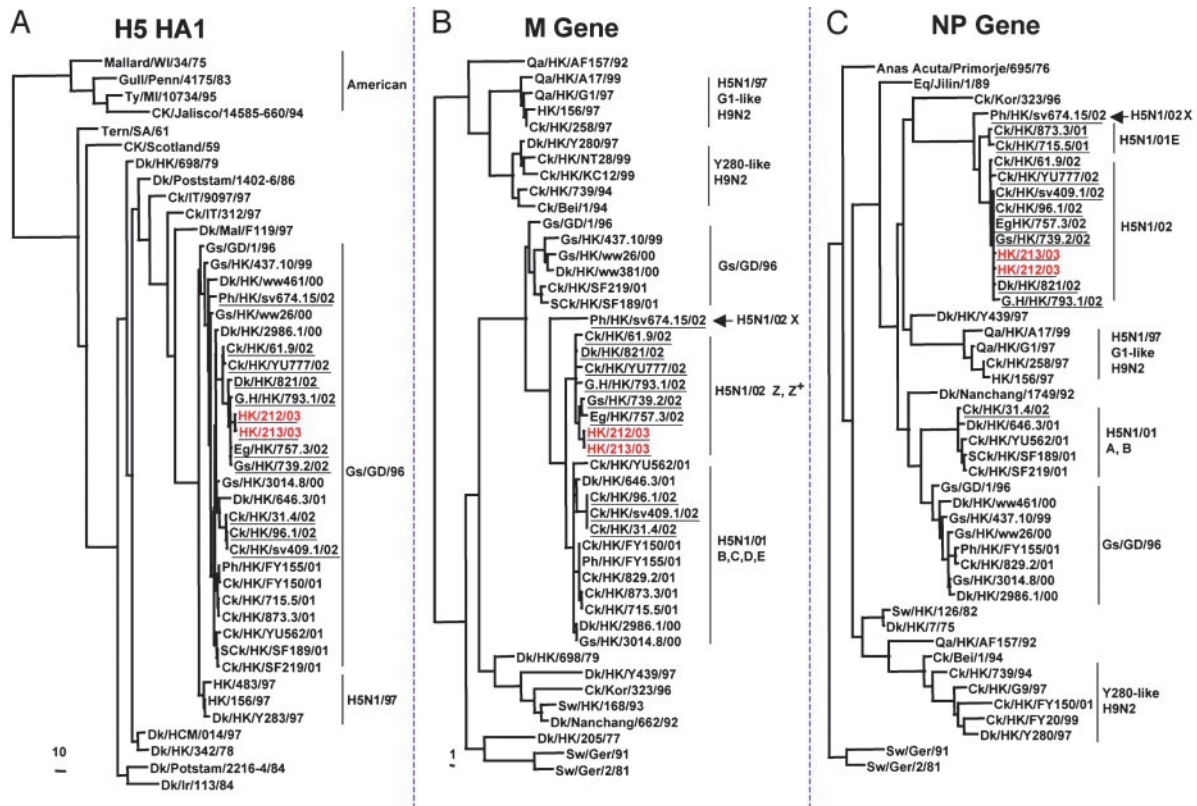 A
H5 HA1
Mallard/WI/34/75
Gull/Penn/4175/83
Ty/MI/10734/95
CK/Jalisco/14585-660/94
American
Tern/SA/61
CK/Scotland/59
Dk/HK/698/79
Dk/Poststam/1402-6/86
Ck/IT/9097/97
Ck/IT/312/97
Dk/Mal/F119/97
Gs/GD/1/96
Gs/HK/437.10/99
Dk/HK/ww461/00
Ph/HK/sv674.15/02
Gs/HK/ww26/00
Dk/HK/2986.1/00
Ck/HK/61.9/02
Ck/HK/YU777/02
Dk/HK/821/02
G.H/HK/793.1/02
HK/212/03
HK/213/03
Eg/HK/757.3/02
Gs/HK/739.2/02
Gs/HK/3014.8/00
Dk/HK/646.3/01
Ck/HK/31.4/02
Ck/HK/96.1/02
Ck/HK/sv409.1/02
Ph/HK/FY155/01
Ck/HK/FY150/01
Ck/HK/715.5/01
Ck/HK/873.3/01
Ck/HK/YU562/01
SCk/HK/SF189/01
Ck/HK/SF219/01
Gs/GD/96
HK/483/97
HK/156/97
Dk/HK/Y283/97
H5N1/97
Dk/HCM/014/97
Dk/HK/342/78
Dk/Potstam/2216-4/84
Dk/Ir/113/84
10
B
M Gene
Qa/HK/AF157/92
Qa/HK/A17/99
Qa/HK/G1/97
HK/156/97
Ck/HK/258/97
H5N1/97
G1-like
H9N2
Dk/HK/Y280/97
Ck/HK/NT28/99
Ck/HK/KC12/99
Ck/HK/739/94
Ck/Bei/1/94
Y280-like
H9N2
Gs/GD/1/96
Gs/HK/437.10/99
Gs/HK/ww26/00
Dk/HK/ww381/00
Ck/HK/SF219/01
SCk/HK/SF189/01
Gs/GD/96
Ph/HK/sv674.15/02
H5N1/02 X
Ck/HK/61.9/02
Dk/HK/821/02
Ck/HK/YU777/02
G.H/HK/793.1/02
Gs/HK/739.2/02
Eg/HK/757.3/02
HK/212/03
HK/213/03
H5N1/02 Z, Z+
Ck/HK/YU562/01
Dk/HK/646.3/01
Ck/HK/96.1/02
Ck/HK/sv409.1/02
Ck/HK/31.4/02
Ck/HK/FY150/01
Ph/HK/FY155/01
Ck/HK/829.2/01
Ck/HK/873.3/01
Ck/HK/715.5/01
Dk/HK/2986.1/00
Gs/HK/3014.8/00
H5N1/01
B,C,D,E
Dk/HK/698/79
Dk/HK/Y439/97
Ck/Kor/323/96
Sw/HK/168/93
Dk/Nanchang/662/92
Dk/HK/205/77
Sw/Ger/91
Sw/Ger/2/81
1
C
NP Gene
Anas Acuta/Primorje/695/76
Eq/Jilin/1/89
Ck/Kor/323/96
Ph/HK/sv674.15/02
H5N1/02 X
Ck/HK/873.3/01
Ck/HK/715.5/01
H5N1/01E
Ck/HK/61.9/02
Ck/HK/YU777/02
Ck/HK/sv409.1/02
Ck/HK/96.1/02
EgHK/757.3/02
Gs/HK/739.2/02
HK/213/03
HK/212/03
Dk/HK/821/02
G.H/HK/793.1/02
H5N1/02
Dk/HK/Y439/97
Qa/HK/A17/99
Qa/HK/G1/97
Ck/HK/258/97
HK/156/97
H5N1/97
G1-like
H9N2
Dk/Nanchang/1749/92
Ck/HK/31.4/02
Dk/HK/646.3/01
Ck/HK/YU562/01
SCk/HK/SF189/01
Ck/HK/SF219/01
H5N1/01
A, B
Gs/GD/1/96
Dk/HK/ww461/00
Gs/HK/437.10/99
Gs/HK/ww26/00
Ph/HK/FY155/01
Ck/HK/829.2/01
Gs/HK/3014.8/00
Dk/HK/2986.1/00
Gs/GD/96
Sw/HK/126/82
Dk/HK/7/75
Qa/HK/AF157/92
Ck/Bei/1/94
Ck/HK/739/94
Ck/HK/G9/97
Ck/HK/FY150/01
Ck/HK/FY20/99
Dk/HK/Y280/97
Y280-like
H9N2
Sw/Ger/91
Sw/Ger/2/81